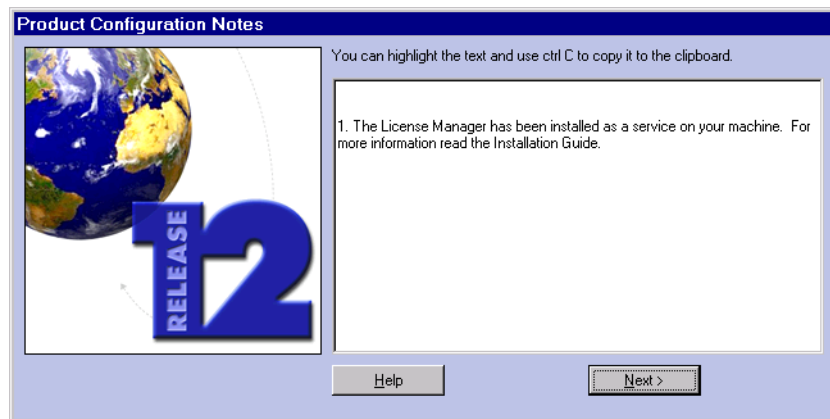 Product Configuration Notes
You can highlight the text and use ctrl C to copy it to the clipboard.
1. The License Manager has been installed as a service on your machine.  For
more information read the Installation Guide.
RELEASE
12
Help
Next >